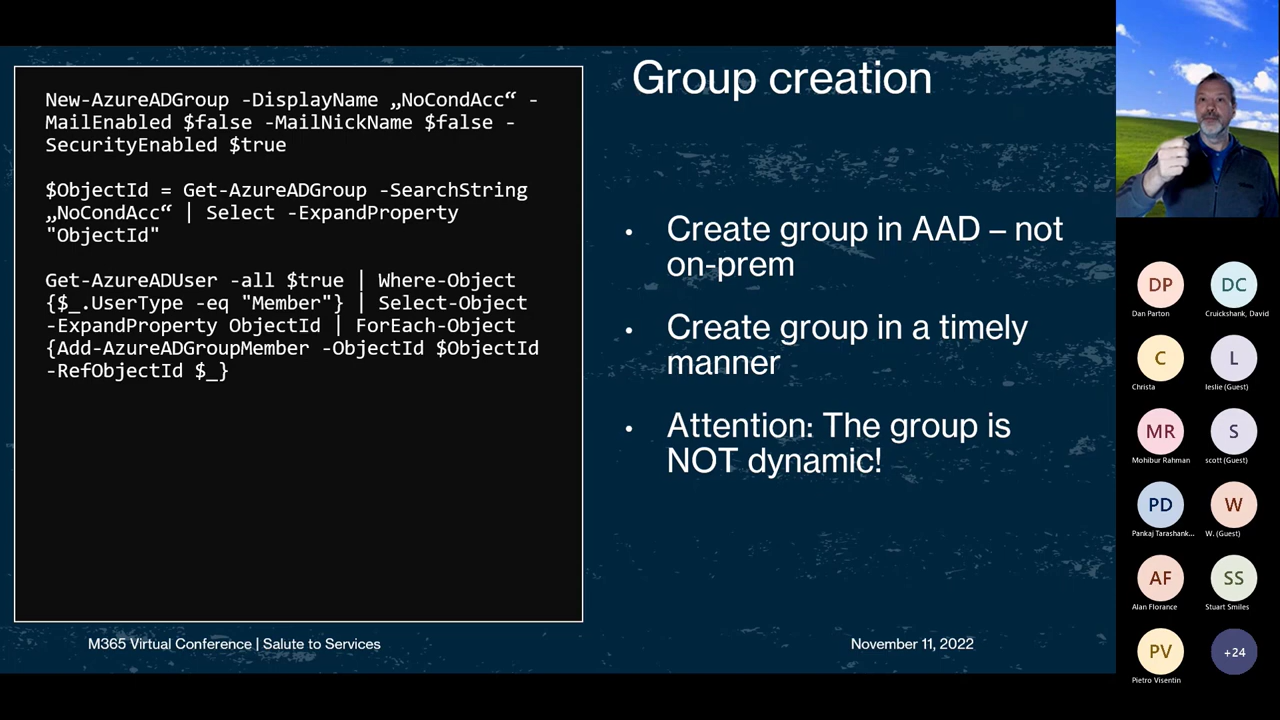 New-AzureADGroup -DisplayName „NoCondAcc“ -
MailEnabled $false -MailNickName $false -
SecurityEnabled $true
$ObjectId = Get-AzureADGroup -SearchString
„NoCondAcc“ | Select -ExpandProperty
"ObjectId"
Get-AzureADUser -all $true | Where-Object
{$_.UserType -eq "Member"} | Select-Object
-ExpandProperty ObjectId | ForEach-Object
{Add-AzureADGroupMember -ObjectId $ObjectId
-RefObjectId $_}
Group creation
• Create group in AAD – not
on-prem
• Create group in a timely
manner
• Attention: The group is
NOT dynamic!
M365 Virtual Conference | Salute to Services
November 11, 2022
DP
Dan Parton
DC
Cruickshank, David
C
Christa
L
leslie (Guest)
MR
Mohibur Rahman
S
scott (Guest)
PD
Pankaj Tarashank...
W
W. (Guest)
AF
Alan Florance
SS
Stuart Smiles
PV
Pietro Visentin
+24